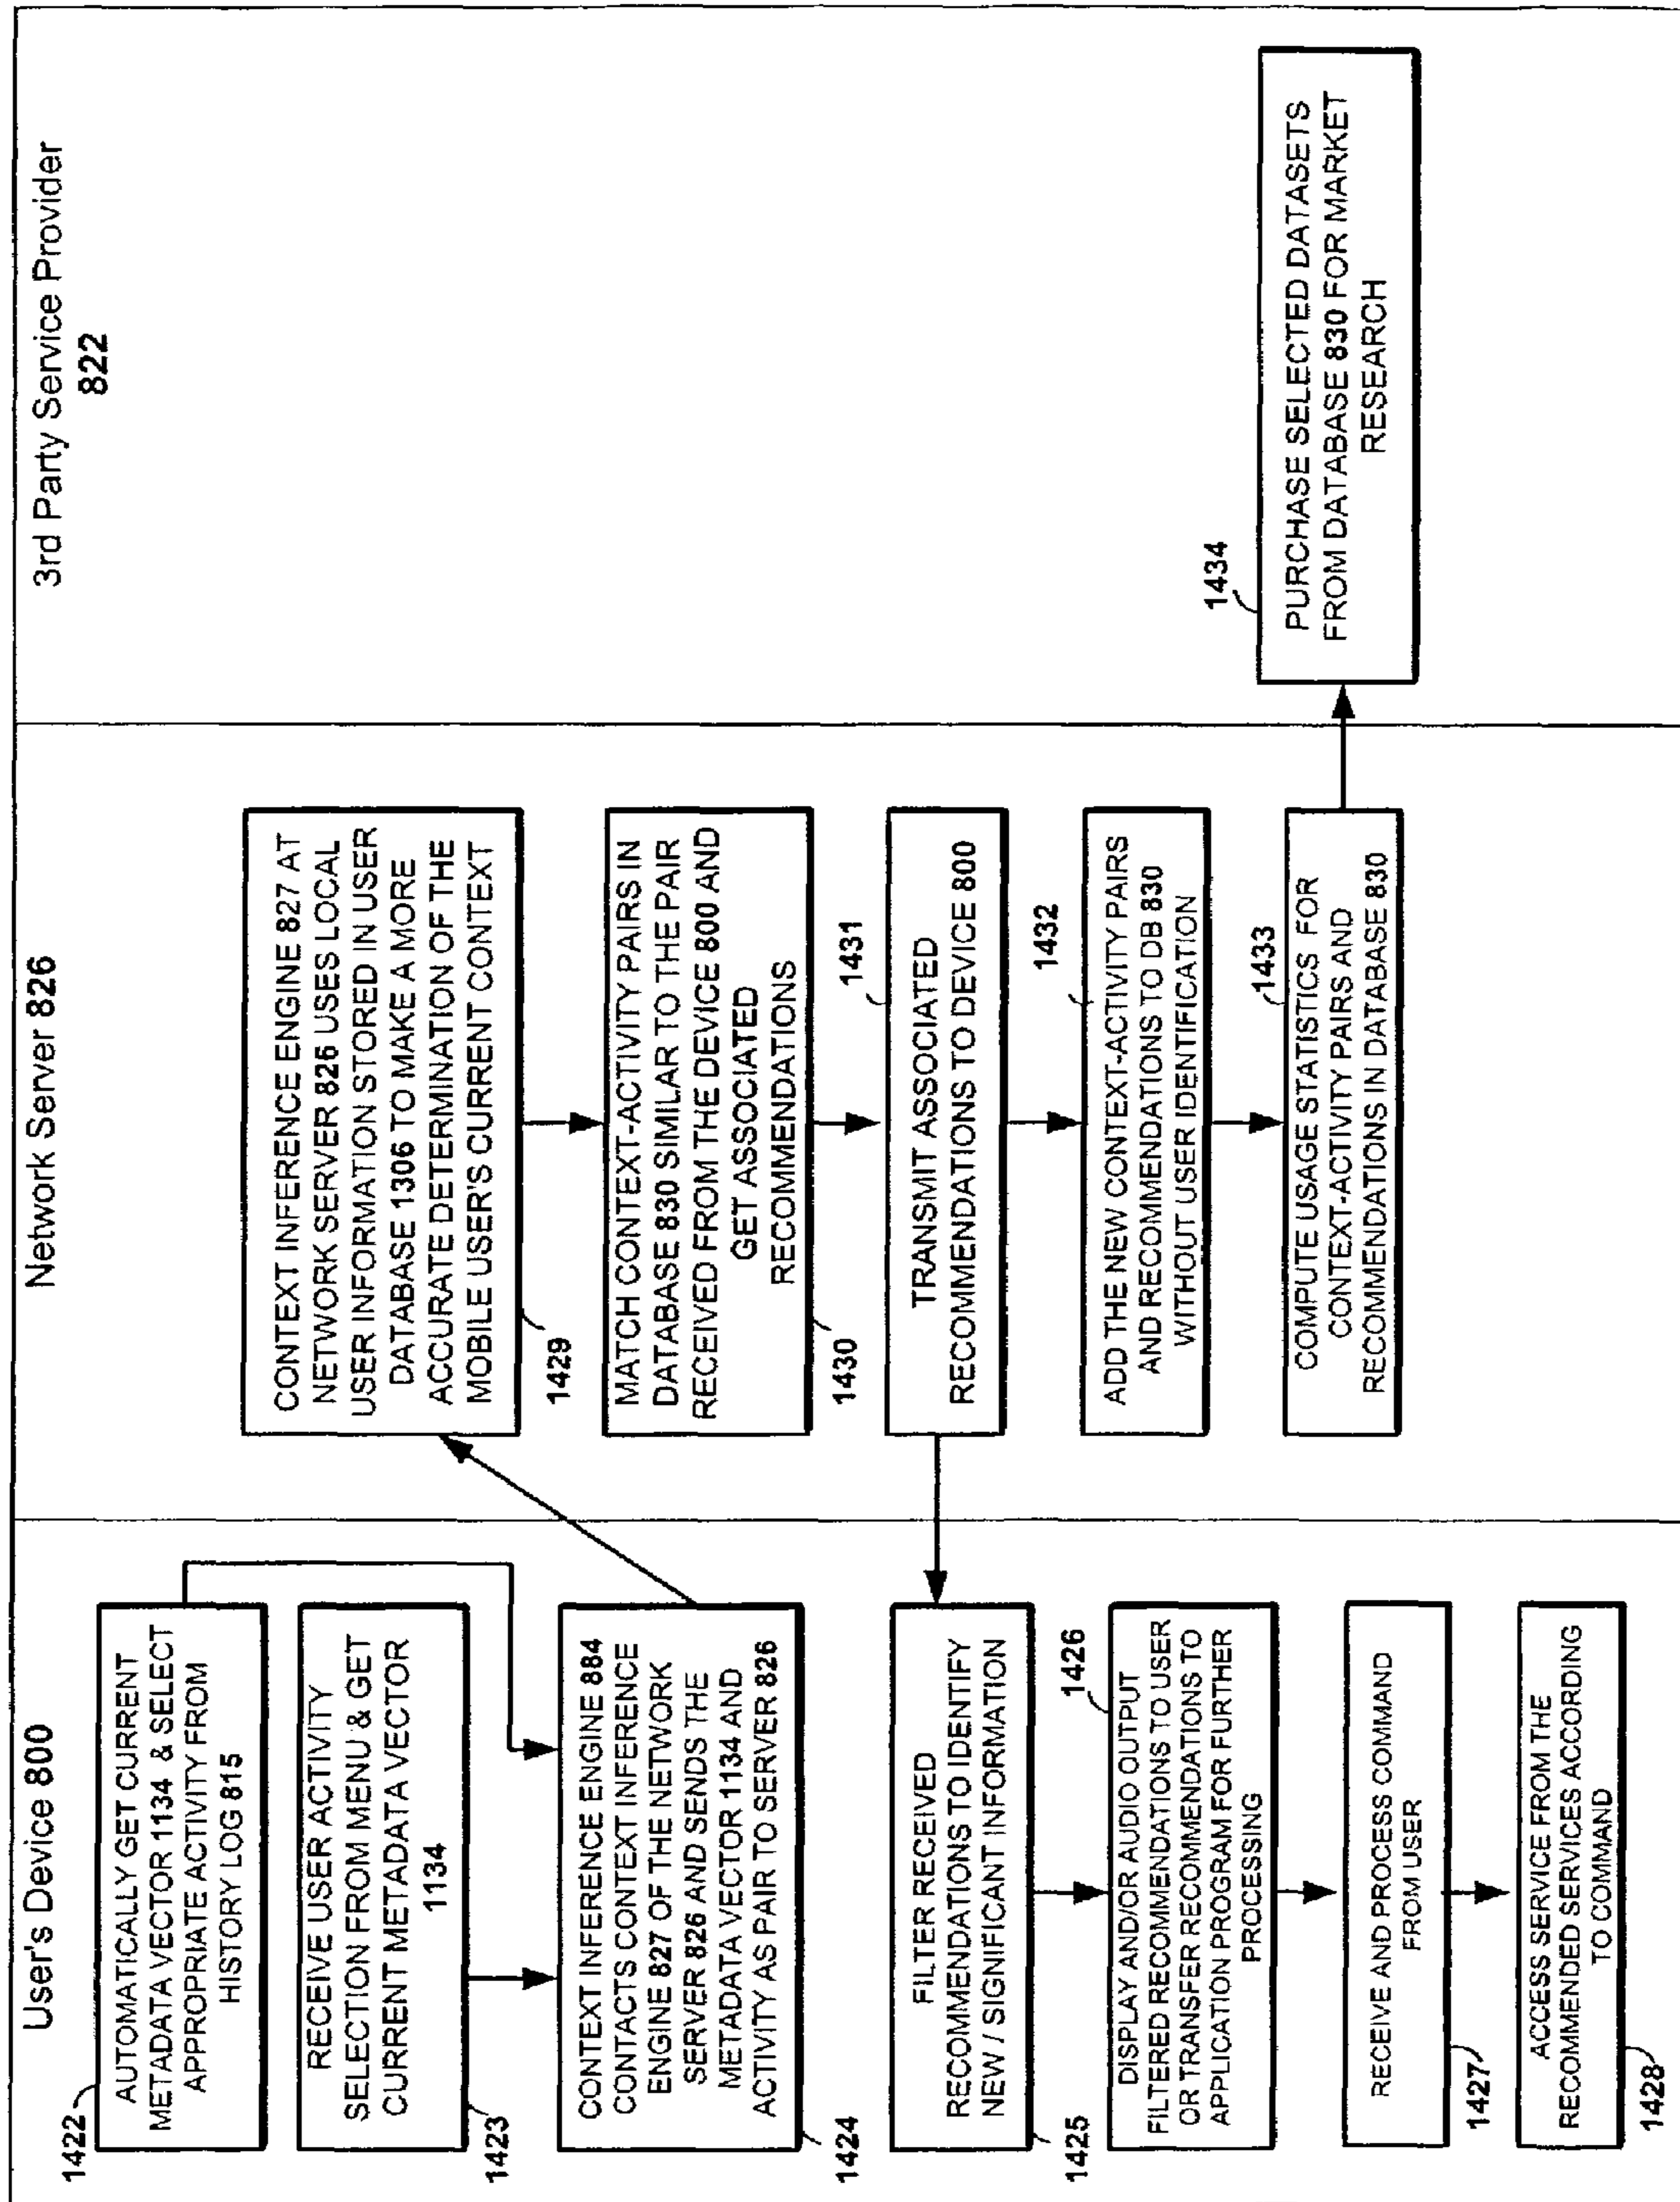 User's Device 800
1422
AUTOMATICALLY GET CURRENT
METADATA VECTOR 1134 & SELECT
APPROPRIATE ACTIVITY FROM
HISTORY LOG 815
RECEIVE USER ACTIVITY
SELECTION FROM MENU & GET
CURRENT METADATA VECTOR
1134
1423
CONTEXT INFERENCE ENGINE 884
CONTACTS CONTEXT INFERENCE
ENGINE 827 OF THE NETWORK
SERVER 826 AND SENDS THE
METADATA VECTOR 1134 AND
ACTIVITY AS PAIR TO SERVER 826
1424
FILTER RECEIVED
RECOMMENDATIONS TO IDENTIFY
NEW / SIGNIFICANT INFORMATION
1425
1426
DISPLAY AND/OR AUDIO OUTPUT
FILTERED RECOMMENDATIONS TO USER
OR TRANSFER RECOMMENDATIONS TO
APPLICATION PROGRAM FOR FURTHER
PROCESSING
RECEIVE AND PROCESS COMMAND
FROM USER
1427
ACCESS SERVICE FROM THE
RECOMMENDED SERVICES ACCORDING
TO COMMAND
1428
Network Server 826
CONTEXT INFERENCE ENGINE 827 AT
NETWORK SERVER 826 USES LOCAL
USER INFORMATION STORED IN USER
DATABASE 1306 TO MAKE A MORE
ACCURATE DETERMINATION OF THE
MOBILE USER'S CURRENT CONTEXT
1429
MATCH CONTEXT-ACTIVITY PAIRS IN
DATABASE 830 SIMILAR TO THE PAIR
RECEIVED FROM THE DEVICE 800 AND
GET ASSOCIATED
RECOMMENDATIONS
1430
1431
TRANSMIT ASSOCIATED
RECOMMENDATIONS TO DEVICE 800
1432
ADD THE NEW CONTEXT-ACTIVITY PAIRS
AND RECOMMENDATIONS TO DB 830
WITHOUT USER IDENTIFICATION
1433
COMPUTE USAGE STATISTICS FOR
CONTEXT-ACTIVITY PAIRS AND
RECOMMENDATIONS IN DATABASE 830
3rd Party Service Provider
822
1434
PURCHASE SELECTED DATASETS
FROM DATABASE 830 FOR MARKET
RESEARCH